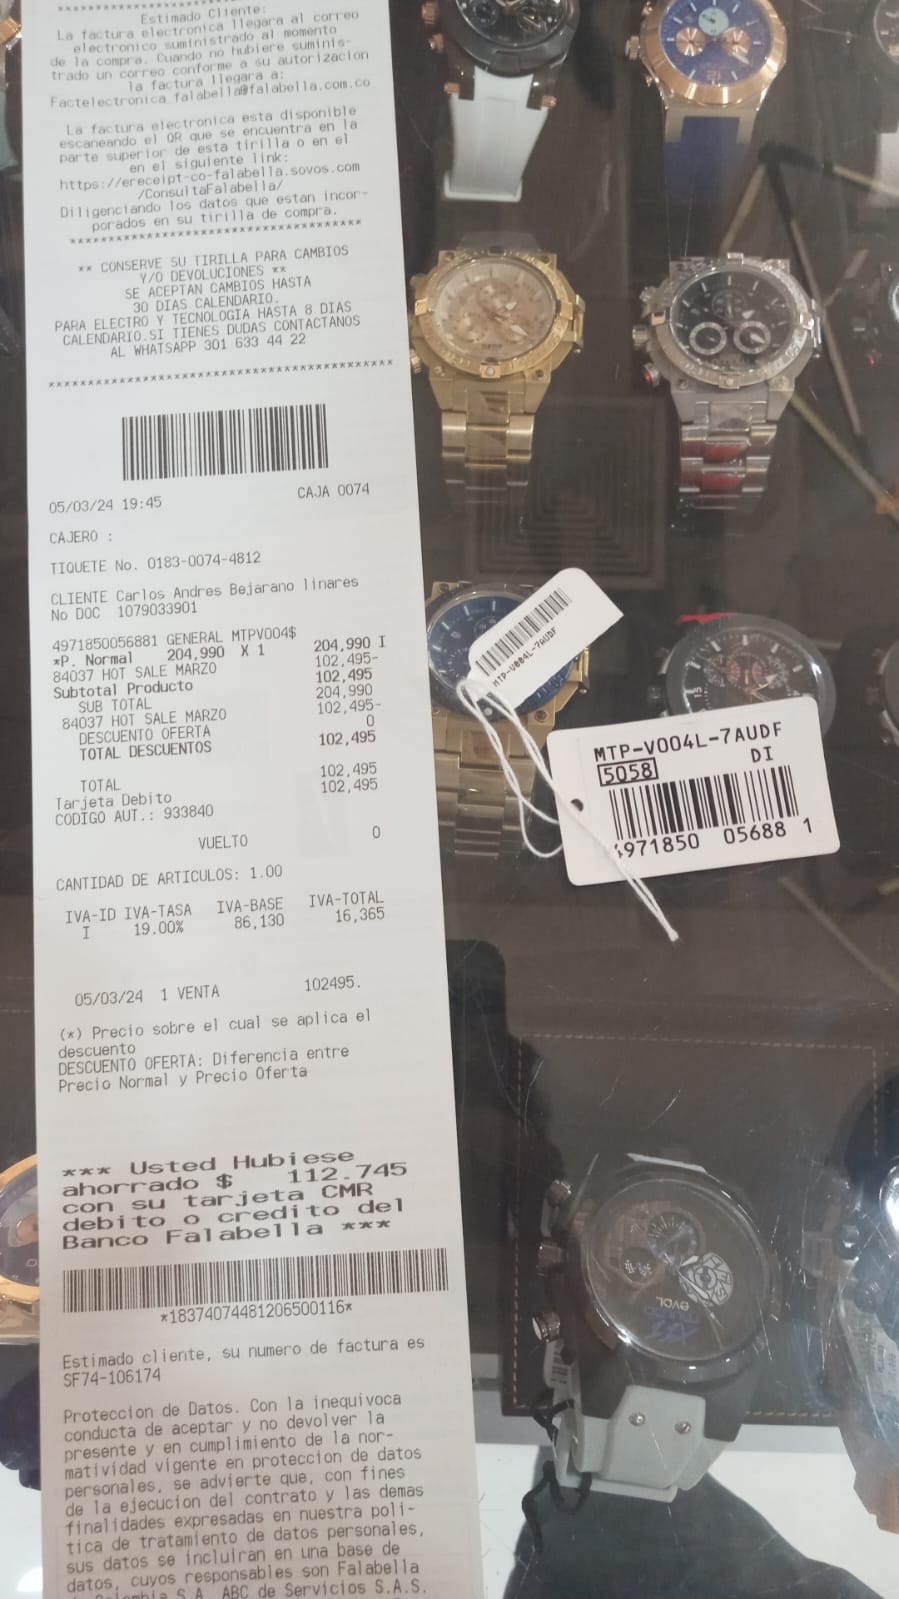 Estimado Cliente:
La factura electronica llegara al correo
electronico suministrado al momento
de la compra. Cuando no hubiere suminis-
trado un correo conforme a su autorizacion
la factura llegara a:
Factelectronica_falabella@falabella.com.co
La factura electronica esta disponible
escaneando el QR que se encuentra en la
parte superior de esta tirilla o en el
en el siguiente link:
https://ereceipt-co-falabella.sovos.com
/ConsultaFalabella/
Diligenciando los datos que estan incor-
porados en su tirilla de compra.
** CONSERVE SU TIRILLA PARA CAMBIOS
Y/O DEVOLUCIONES **
SE ACEPTAN CAMBIOS HASTA
30 DIAS CALENDARIO.
PARA ELECTRO Y TECNOLOGIA HASTA 8 DIAS
CALENDARIO.SI TIENES DUDAS CONTACTANOS
AL WHATSAPP 301 633 44 22
05/03/24 19:45 CAJA 0074
CAJERO :
TIQUETE No. 0183-0074-4812
CLIENTE Carlos Andres Bejarano linares
No DOC 1079033901
4971850056881 GENERAL MTPV004$
*P. Normal 204,990 X 1 204,990 I
84037 HOT SALE MARZO 102,495-
Subtotal Producto 102,495
SUB TOTAL 204,990
84037 HOT SALE MARZO 102,495-
DESCUENTO OFERTA 0
TOTAL DESCUENTOS 102,495
TOTAL 102,495
Tarjeta Debito 102,495
CODIGO AUT.: 933840
VUELTO 0
CANTIDAD DE ARTICULOS: 1.00
IVA-ID IVA-TASA IVA-BASE IVA-TOTAL
I 19.00% 86,130 16,365
05/03/24 1 VENTA 102495.
(*) Precio sobre el cual se aplica el
descuento
DESCUENTO OFERTA: Diferencia entre
Precio Normal y Precio Oferta
*** Usted Hubiese
ahorrado $ 112.745
con su tarjeta CMR
debito o credito del
Banco Falabella ***
*18374074481206500116*
Estimado cliente, su numero de factura es
SF74-106174
Proteccion de Datos. Con la inequivoca
conducta de aceptar y no devolver la
presente y en cumplimiento de la nor-
matividad vigente en proteccion de datos
personales, se advierte que, con fines
de la ejecucion del contrato y las demas
finalidades expresadas en nuestra poli-
tica de tratamiento de datos personales,
sus datos se incluiran en una base de
datos, cuyos responsables son Falabella
de Colombia S.A. ABC de Servicios S.A.S.
MTP-V004L-7AUDF
MTP-V004L-7AUDF
5058 DI
4971850 05688 1
EVOL